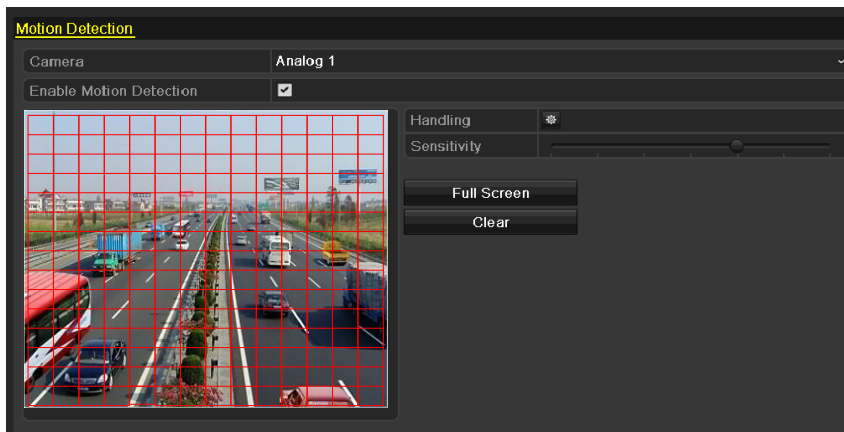 Motion Detection
Camera
Analog 1
Enable Motion Detection
Handling
Sensitivity
Full Screen
Clear